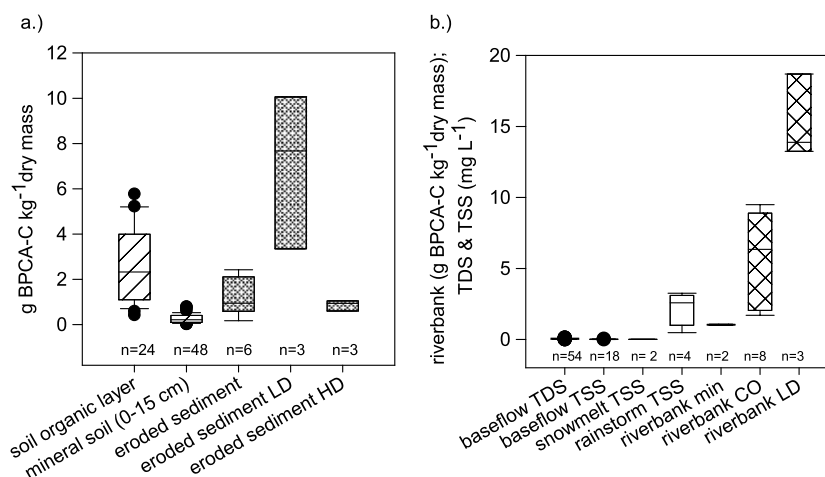 a.)
g BPCA-C kg⁻¹dry mass
12
10
8
6
4
2
0
n=24 n=48 n=6 n=3 n=3
soil organic layer
mineral soil (0-15 cm)
eroded sediment
eroded sediment LD
eroded sediment HD
b.)
riverbank (g BPCA-C kg⁻¹dry mass);
TDS & TSS (mg L⁻¹)
20
15
10
5
0
n=54 n=18 n= 2 n=4 n=2 n=8 n=3
baseflow TDS
baseflow TSS
snowmelt TSS
rainstorm TSS
riverbank min
riverbank CO
riverbank LD